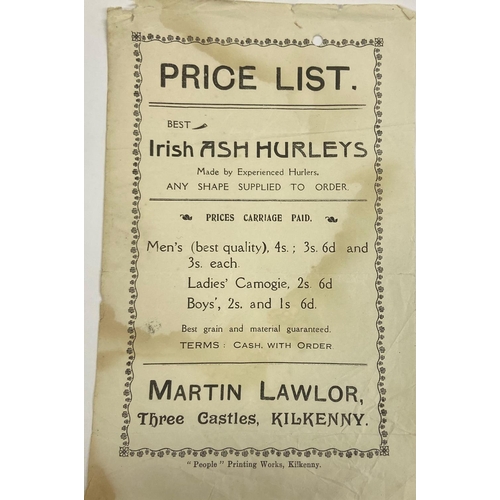 PRICE LIST.
BEST
Irish ASH HURLEYS
Made by Experienced Hurlers,
ANY SHAPE SUPPLIED TO ORDER
PRICES CARRIAGE PAID.
Men's (best quality), 4s. ; 3s. 6d and
3s. each.
Ladies' Camogie, 2s. 6d
Boys', 2s. and 1s 6d.
Best grain and material guaranteed.
TERMS : CASH, WITH ORDER.
MARTIN LAWLOR,
Three Castles, KILKENNY.
"People" Printing Works, Kilkenny.